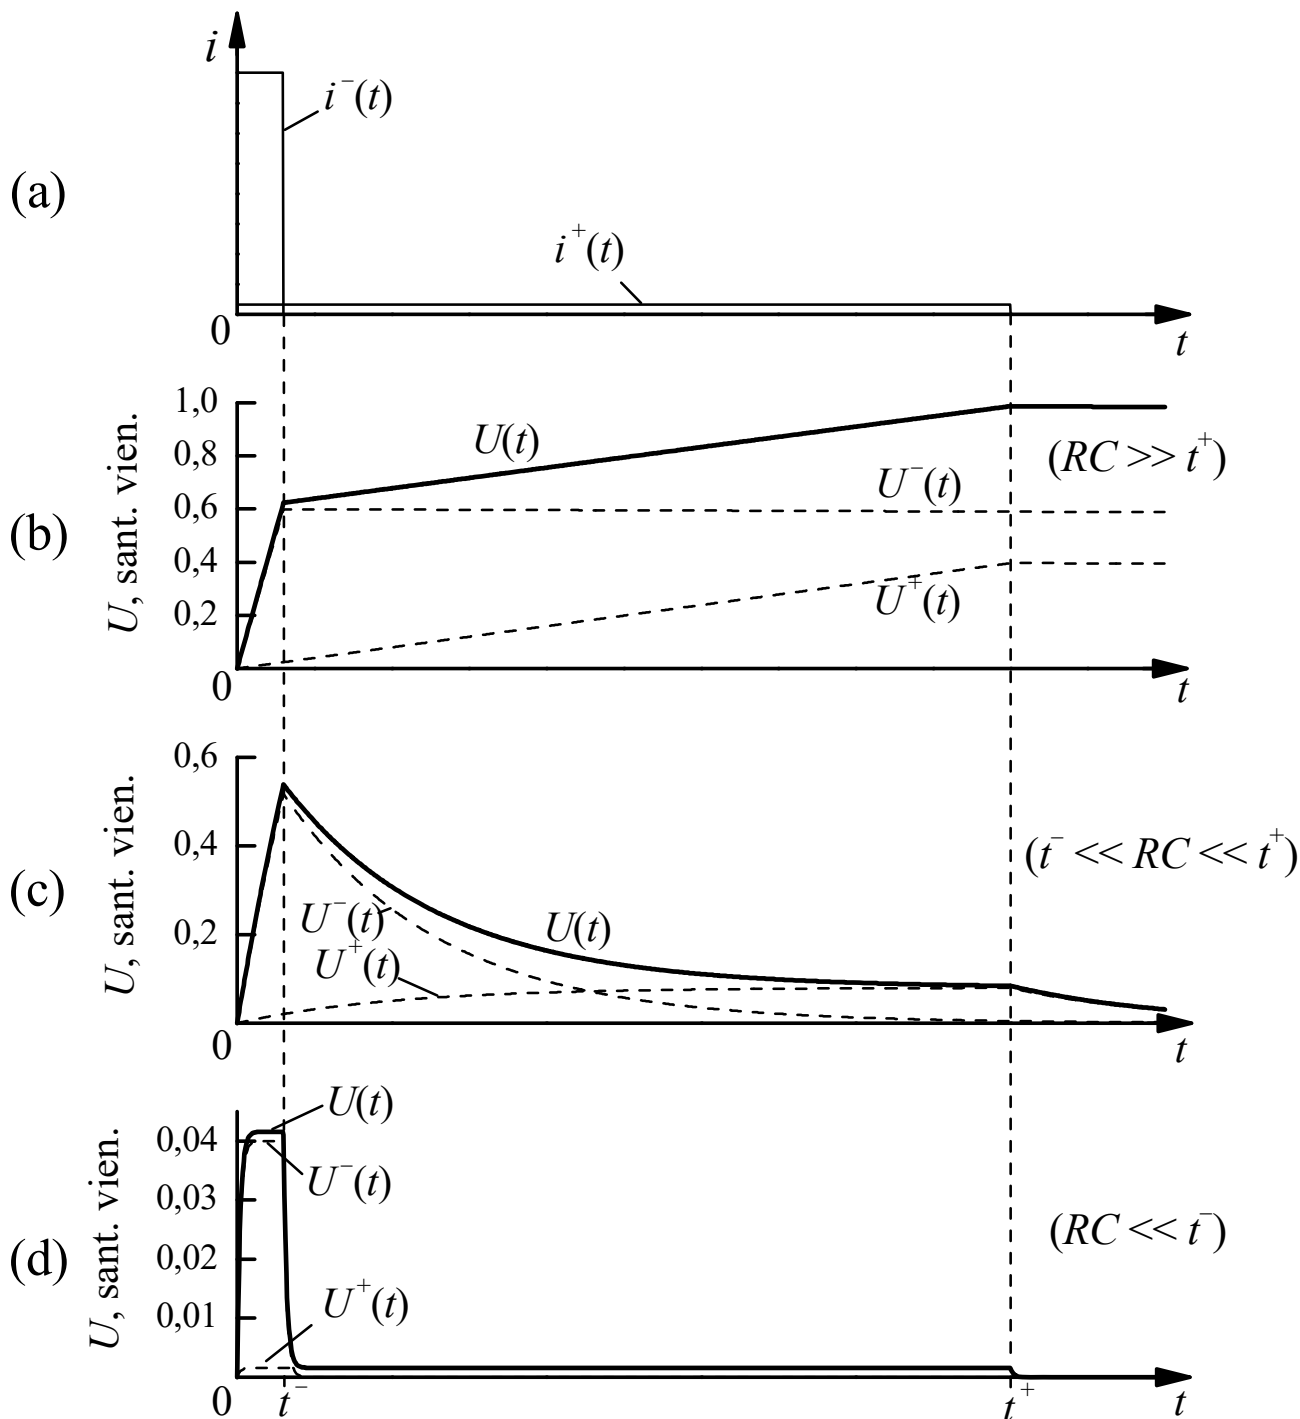 (a)
i
i⁻(t)
i⁺(t)
0
t
(b)
U, sant. vien.
1,0
0,8
0,6
0,4
0,2
0
U(t)
(RC >> t⁺)
U⁻(t)
U⁺(t)
t
(c)
U, sant. vien.
0,6
0,4
0,2
0
(t⁻ << RC << t⁺)
U⁻(t)
U(t)
U⁺(t)
t
(d)
U, sant. vien.
0,04
0,03
0,02
0,01
0
U(t)
U⁻(t)
(RC << t⁻)
U⁺(t)
t⁻
t⁺
t